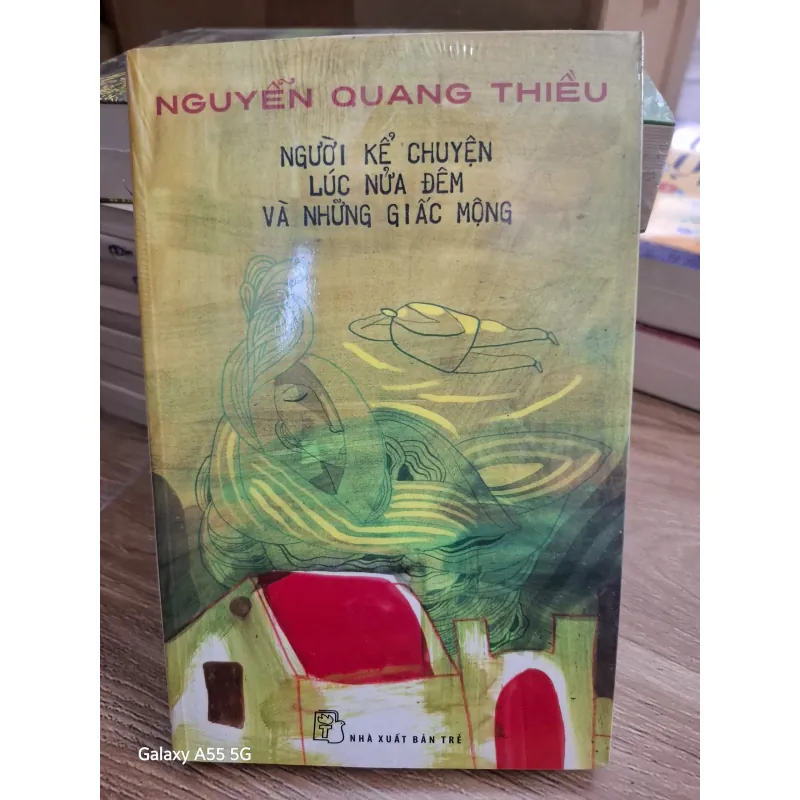 NGUYỄN QUANG THIỀU
NGƯỜI KỂ CHUYỆN
LÚC NỬA ĐÊM
VÀ NHỮNG GIẤC MỘNG
NHÀ XUẤT BẢN TRẺ
Galaxy A55 5G